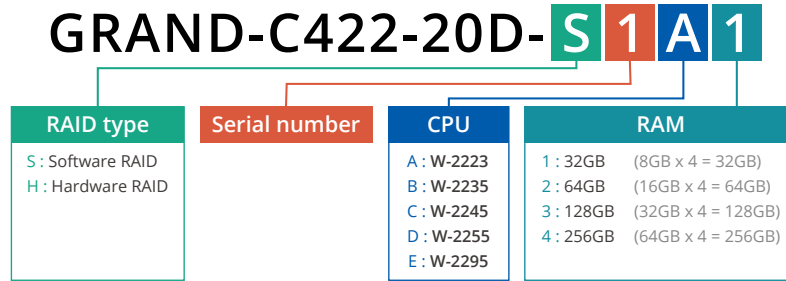 GRAND-C422-20D-S1A1
RAID type
S : Software RAID
H : Hardware RAID
Serial number
CPU
A : W-2223
B : W-2235
C : W-2245
D : W-2255
E : W-2295
RAM
1 : 32GB (8GB x 4 = 32GB)
2 : 64GB (16GB x 4 = 64GB)
3 : 128GB (32GB x 4 = 128GB)
4 : 256GB (64GB x 4 = 256GB)